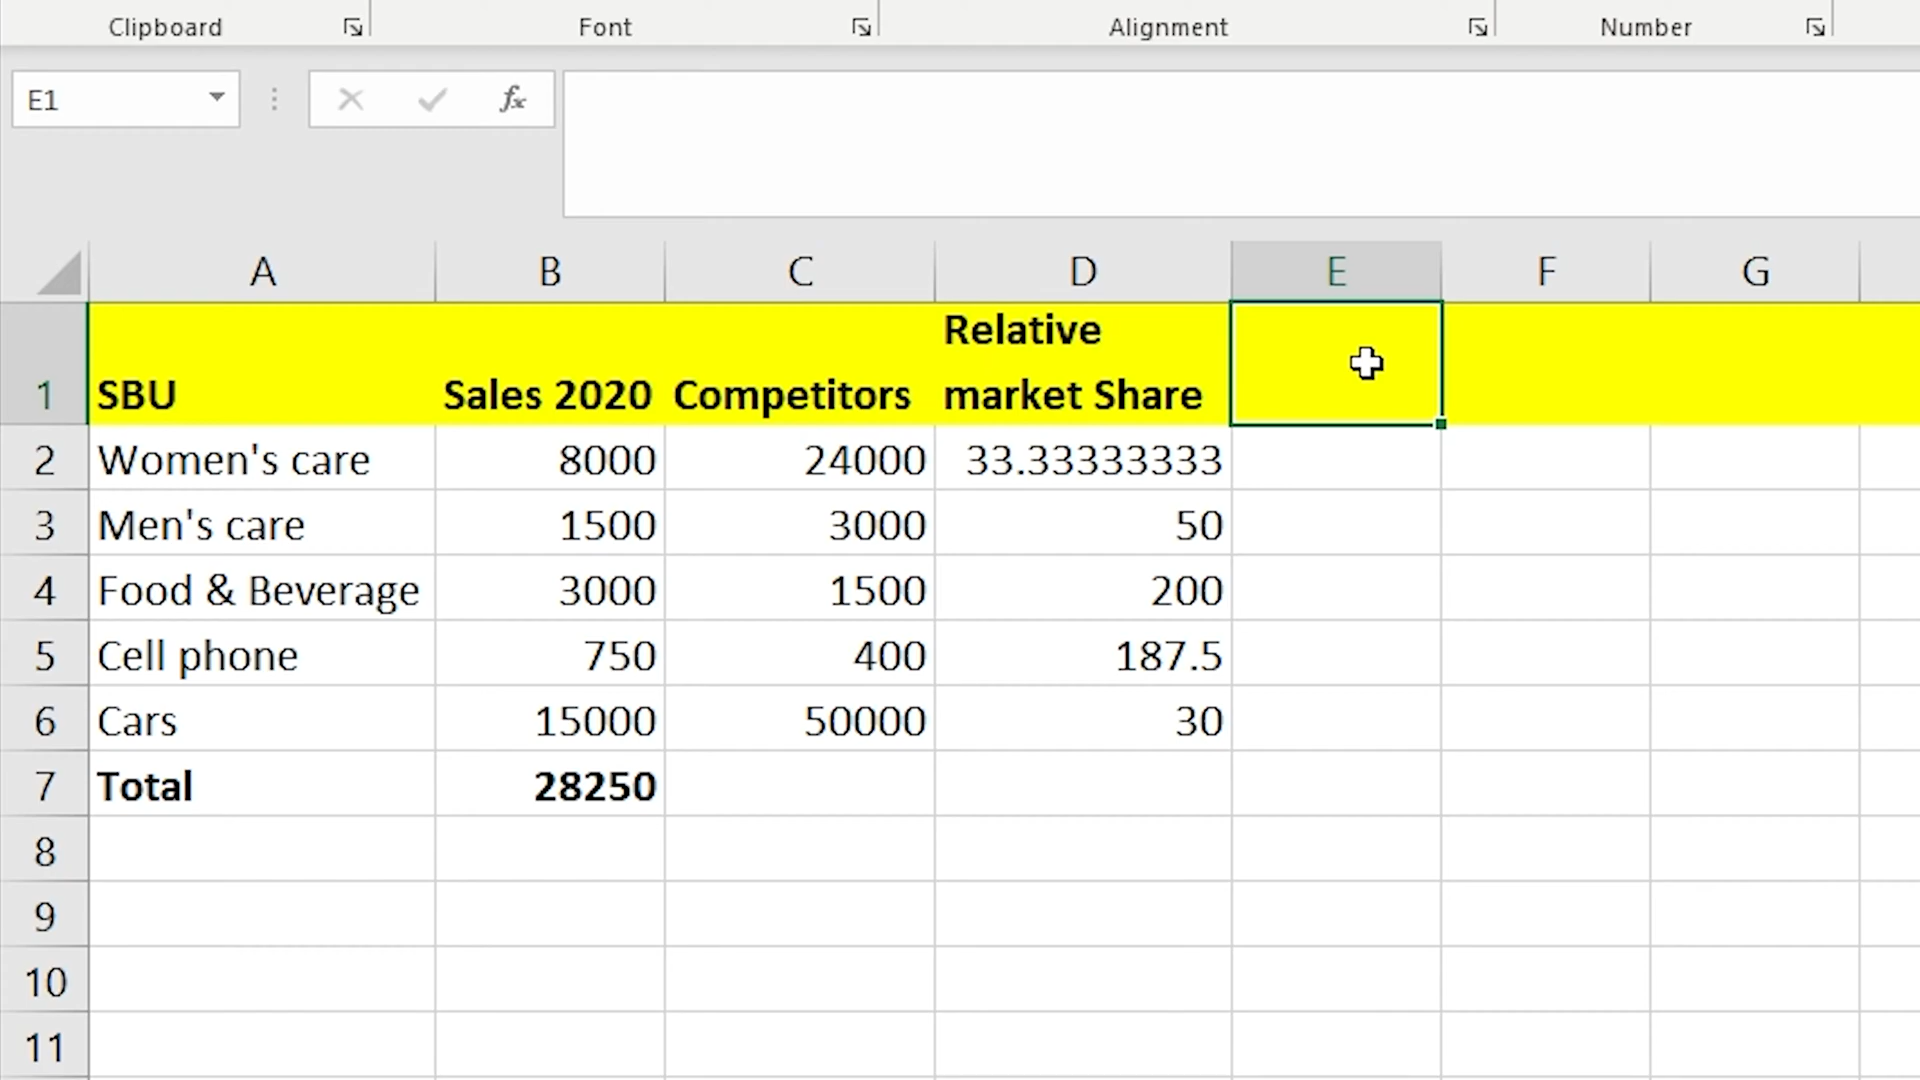 Clipboard Font Alignment Number
E1 fx
A B C D E F G
Relative
1 SBU Sales 2020 Competitors market Share
2 Women's care 8000 24000 33.33333333
3 Men's care 1500 3000 50
4 Food & Beverage 3000 1500 200
5 Cell phone 750 400 187.5
6 Cars 15000 50000 30
7 Total 28250
8
9
10
11